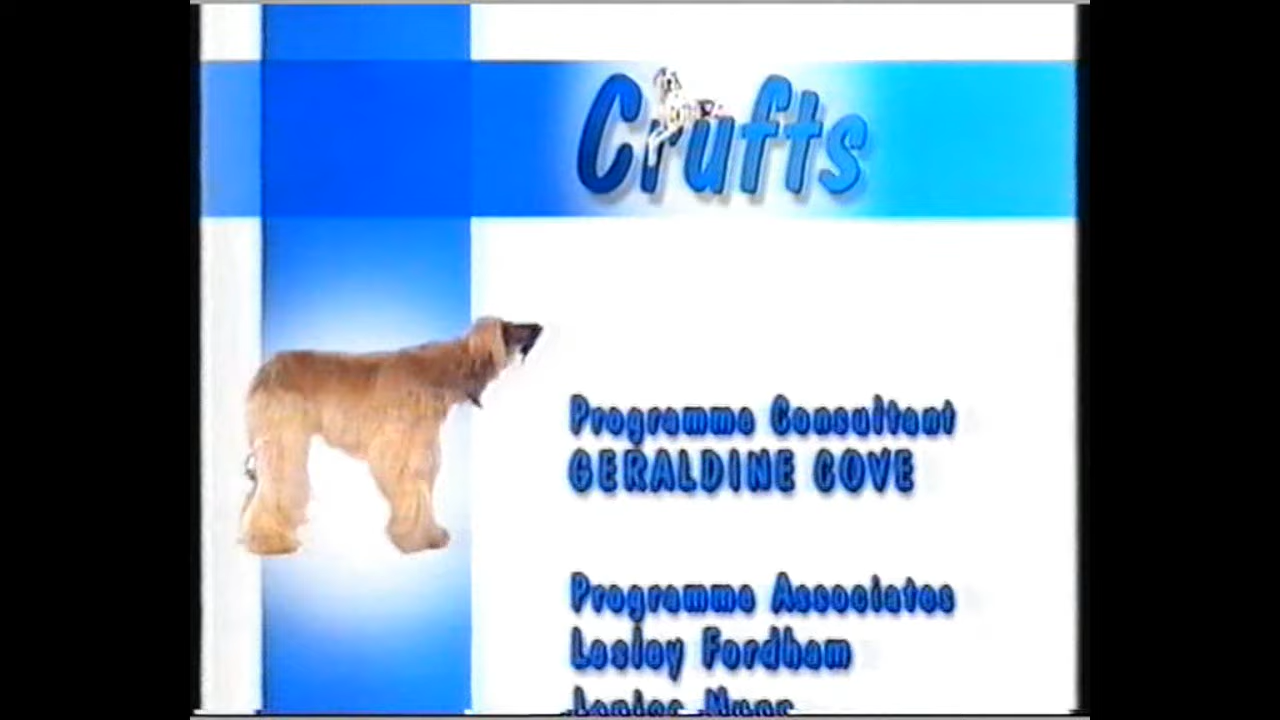 Crufts
Programme Consultant
GERALDINE COVE
Programme Associates
Lesley Fordham